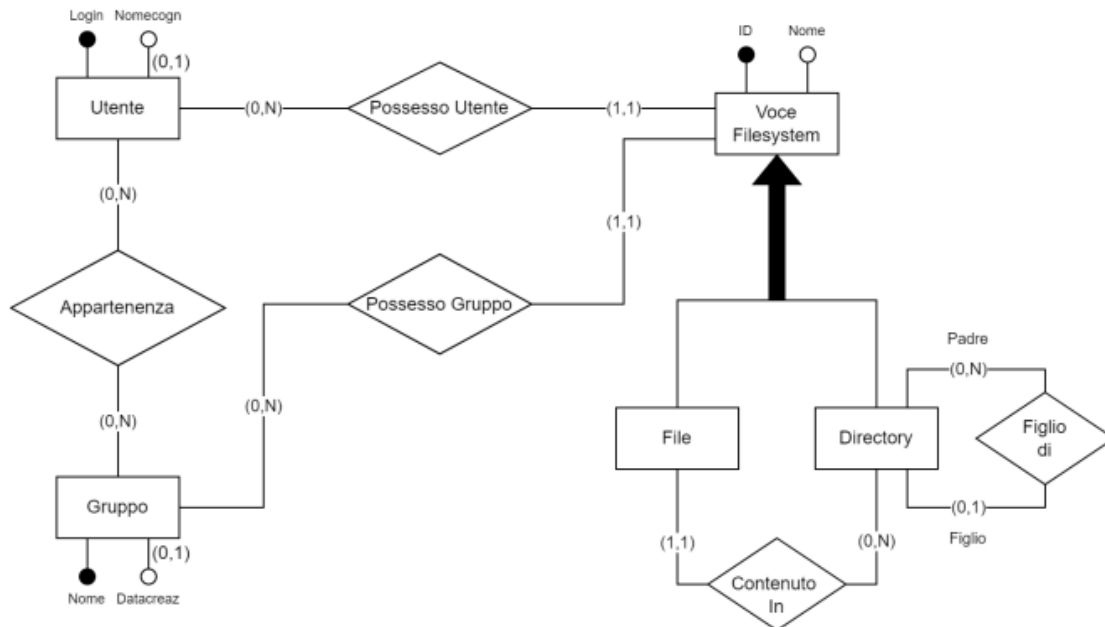 Login
Nomecogn
(0,1)
Utente
(0,N)
Possesso Utente
(1,1)
ID
Nome
Voce
Filesystem
(0,N)
(1,1)
Appartenenza
Possesso Gruppo
(0,N)
(0,N)
Padre
(0,N)
File
Directory
Figlio
di
(0,1)
Figlio
Gruppo
(0,1)
Nome
Datacreaz
(1,1)
(0,N)
Contenuto
In